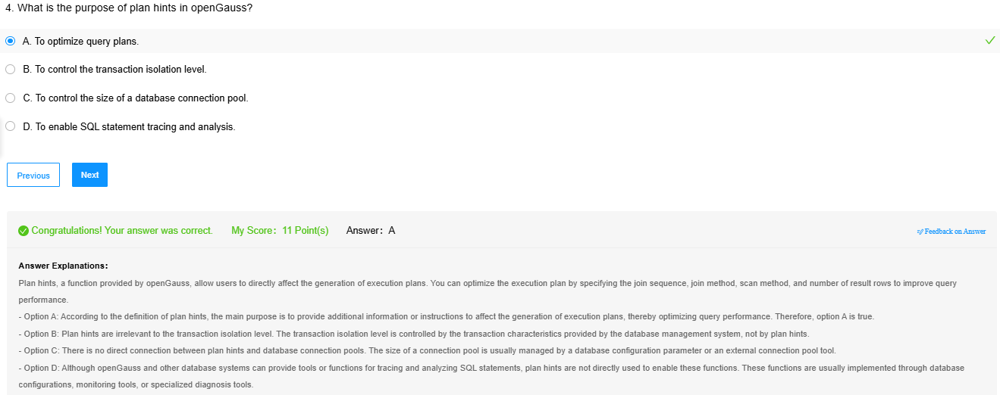 4. What is the purpose of plan hints in openGauss?
A. To optimize query plans.
B. To control the transaction isolation level.
C. To control the size of a database connection pool.
D. To enable SQL statement tracing and analysis.
Previous Next
Congratulations! Your answer was correct. My Score: 11 Point(s) Answer: A Feedback on Answer
Answer Explanations:
Plan hints, a function provided by openGauss, allow users to directly affect the generation of execution plans. You can optimize the execution plan by specifying the join sequence, join method, scan method, and number of result rows to improve query
performance.
- Option A: According to the definition of plan hints, the main purpose is to provide additional information or instructions to affect the generation of execution plans, thereby optimizing query performance. Therefore, option A is true.
- Option B: Plan hints are irrelevant to the transaction isolation level. The transaction isolation level is controlled by the transaction characteristics provided by the database management system, not by plan hints.
- Option C: There is no direct connection between plan hints and database connection pools. The size of a connection pool is usually managed by a database configuration parameter or an external connection pool tool.
- Option D: Although openGauss and other database systems can provide tools or functions for tracing and analyzing SQL statements, plan hints are not directly used to enable these functions. These functions are usually implemented through database
configurations, monitoring tools, or specialized diagnosis tools.